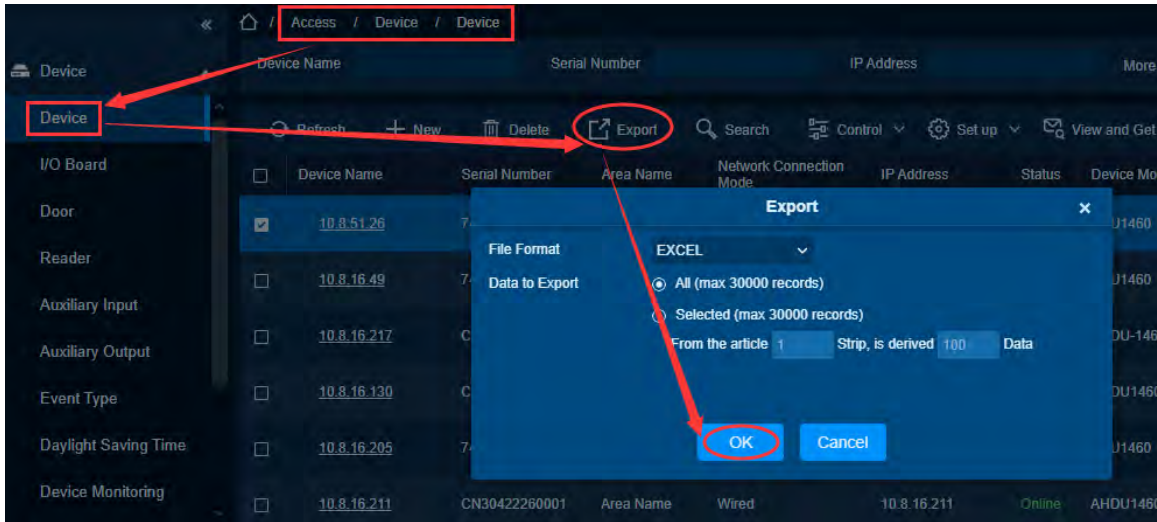 « / Access / Device / Device
Device Name Serial Number IP Address More
Device
Device
Refresh New Delete Export Search Control Set up View and Get
I/O Board
Device Name Serial Number Area Name Network Connection Mode IP Address Status Device Mo
Door
Export ×
10.8.51.26 7 U1460
File Format EXCEL
Reader
10.8.16.49 7 U1460
Data to Export All (max 30000 records)
Auxiliary Input
Selected (max 30000 records)
10.8.16.217 C DU-146
From the article 1 Strip, is derived 100 Data
Auxiliary Output
10.8.16.130 C DU1460
Event Type
OK Cancel
Daylight Saving Time
10.8.16.205 7 U1460
Device Monitoring
10.8.16.211 CN30422260001 Area Name Wired 10.8.16.211 Online AHDU1460